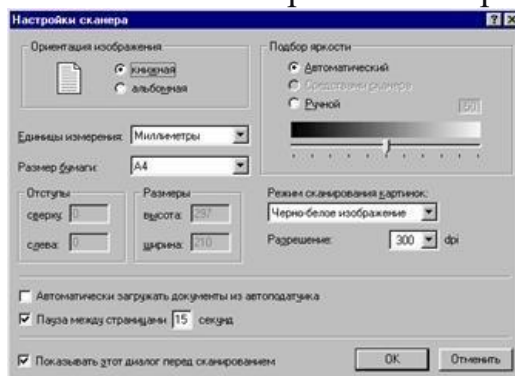 Настройки сканера
Ориентация изображения
книжная
альбомная
Подбор яркости
Автоматический
Средствами сканера
Ручной
50
Единицы измерения: Миллиметры
Размер бумаги: A4
Отступы
сверху: 0
слева: 0
Размеры
высота: 297
ширина: 210
Режим сканирования картинок:
Черно-белое изображение
Разрешение: 300 dpi
Автоматически загружать документы из автоподатчика
Пауза между страницами 15 секунд
Показывать этот диалог перед сканированием
OK
Отменить